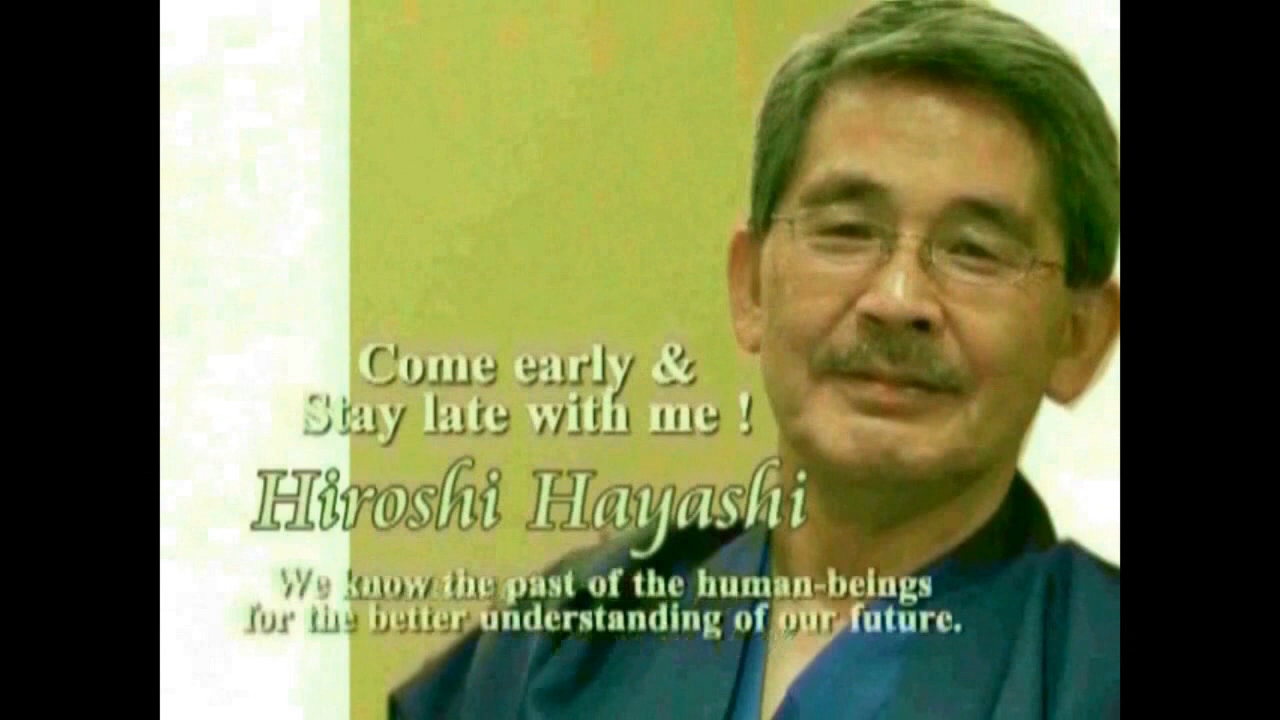 Come early &
Stay late with me !
Hiroshi Hayashi
We know the past of the human-beings
for the better understanding of our future.